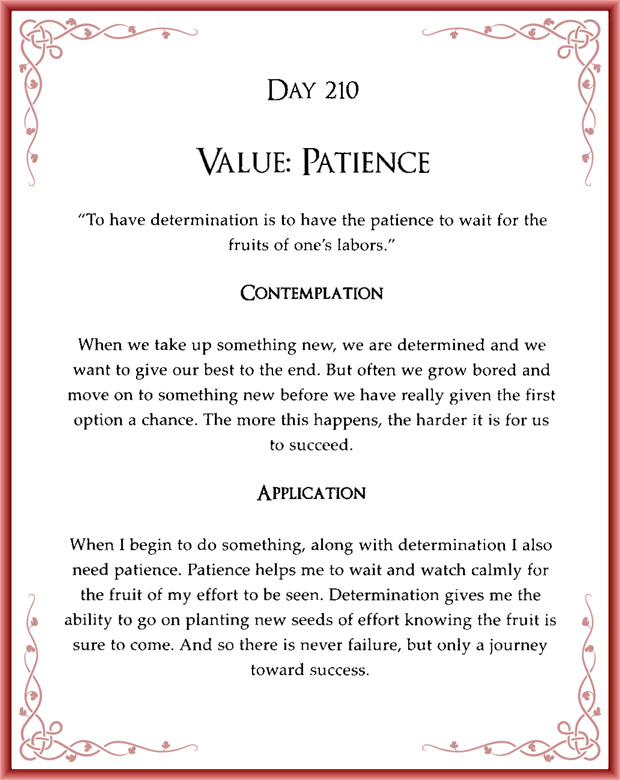 DAY 210
VALUE: PATIENCE
“To have determination is to have the patience to wait for the
fruits of one’s labors.”
CONTEMPLATION
When we take up something new, we are determined and we
want to give our best to the end. But often we grow bored and
move on to something new before we have really given the first
option a chance. The more this happens, the harder it is for us
to succeed.
APPLICATION
When I begin to do something, along with determination I also
need patience. Patience helps me to wait and watch calmly for
the fruit of my effort to be seen. Determination gives me the
ability to go on planting new seeds of effort knowing the fruit is
sure to come. And so there is never failure, but only a journey
toward success.